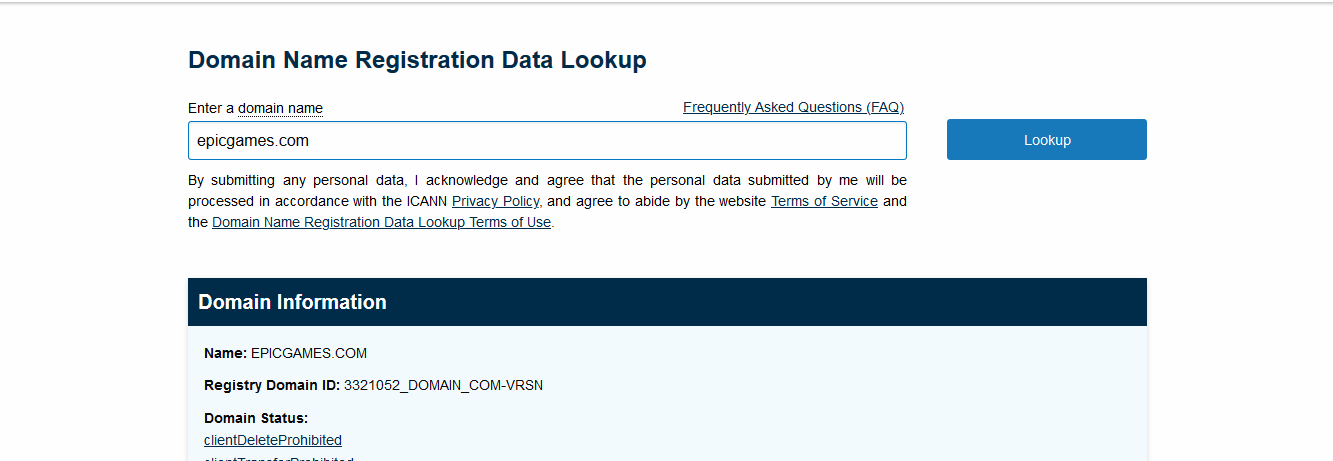 Domain Name Registration Data Lookup
Enter a domain name
Frequently Asked Questions (FAQ)
epicgames.com
Lookup
By submitting any personal data, I acknowledge and agree that the personal data submitted by me will be
processed in accordance with the ICANN Privacy Policy, and agree to abide by the website Terms of Service and
the Domain Name Registration Data Lookup Terms of Use.
Domain Information
Name: EPICGAMES.COM
Registry Domain ID: 3321052_DOMAIN_COM-VRSN
Domain Status:
clientDeleteProhibited
clientTransferProhibited